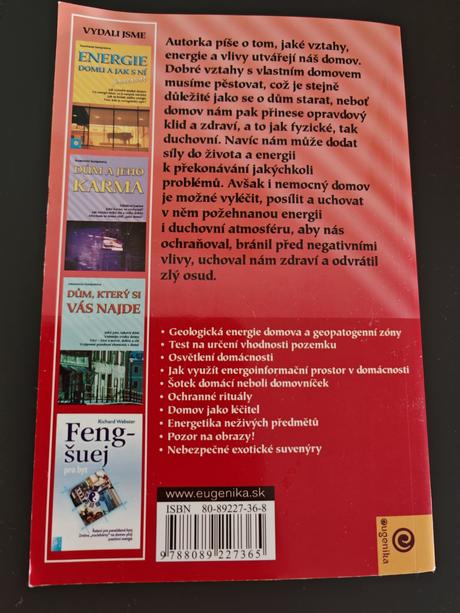 VYDALI JSME
ENERGIE
DOMU A JAK S NÍ
DŮM A JEHO
KARMA
DŮM, KTERÝ SI
VÁS NAJDE
Richard Webster
Feng-
šuej
pro byt
Autorka píše o tom, jaké vztahy,
energie a vlivy utvářejí náš domov.
Dobré vztahy s vlastním domovem
musíme pěstovat, což je stejně
důležité jako se o dům starat, neboť
domov nám pak přinese opravdový
klid a zdraví, a to jak fyzické, tak
duchovní. Navíc nám může dodat
síly do života a energii
k překonávání jakýchkoli
problémů. Avšak i nemocný domov
je možné vyléčit, posílit a uchovat
v něm požehnanou energii
i duchovní atmosféru, aby nás
ochraňoval, bránil před negativními
vlivy, uchoval nám zdraví a odvrátil
zlý osud.
• Geologická energie domova a geopatogenní zóny
• Test na určení vhodnosti pozemku
• Osvětlení domácnosti
• Jak využít energoinformační prostor v domácnosti
• Šotek domácí neboli domovníček
• Ochranné rituály
• Domov jako léčitel
• Energetika neživých předmětů
• Pozor na obrazy!
• Nebezpečné exotické suvenýry
www.eugenika.sk
ISBN 80-89227-36-8
9788089227365
eugenika